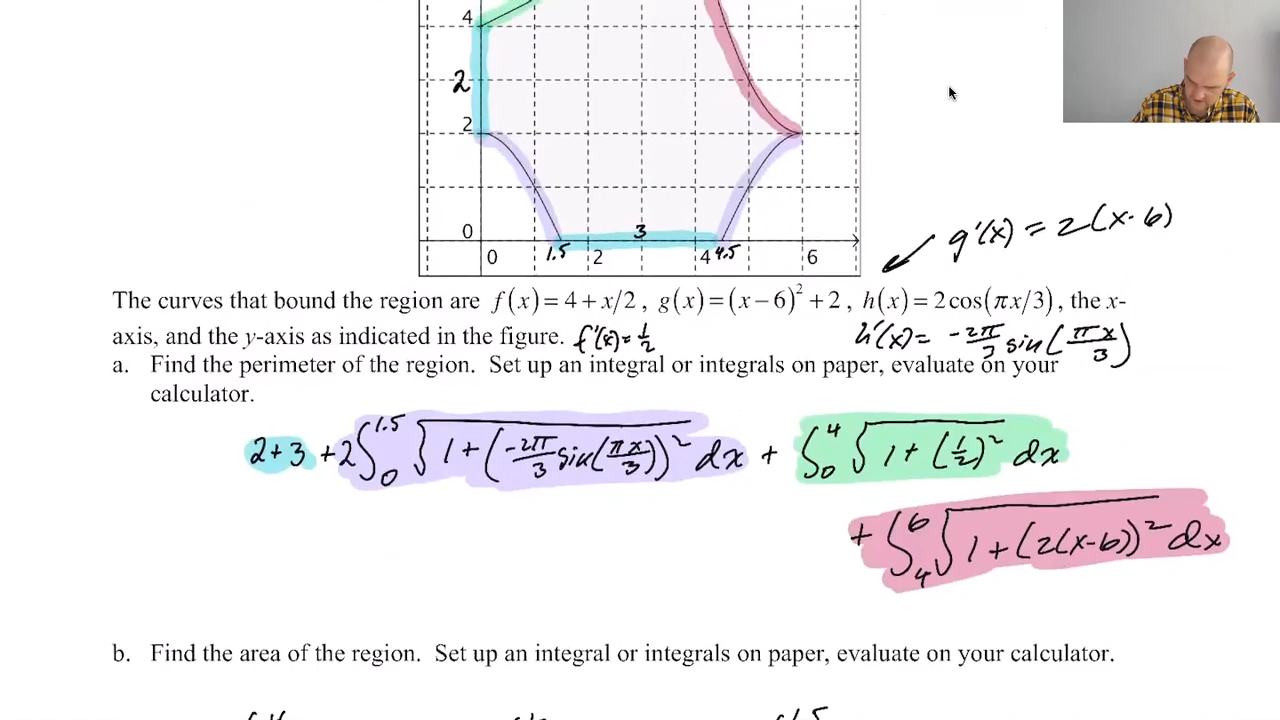 4
2
2
0
3
0 1.5 2 4 4.5 6
g'(x) = 2(x-6)
The curves that bound the region are f(x)=4+x/2, g(x)=(x−6)²+2, h(x)=2cos(πx/3), the x-
axis, and the y-axis as indicated in the figure. f'(x)=½ h'(x)= -2π/3 sin(πx/3)
a. Find the perimeter of the region. Set up an integral or integrals on paper, evaluate on your
calculator.
2+3 +2∫₀^1.5 √(1+(-2π/3 sin(πx/3))²) dx + ∫₀⁴ √(1+(½)²) dx
+ ∫₄⁶ √(1+(2(x-6))²) dx
b. Find the area of the region. Set up an integral or integrals on paper, evaluate on your calculator.